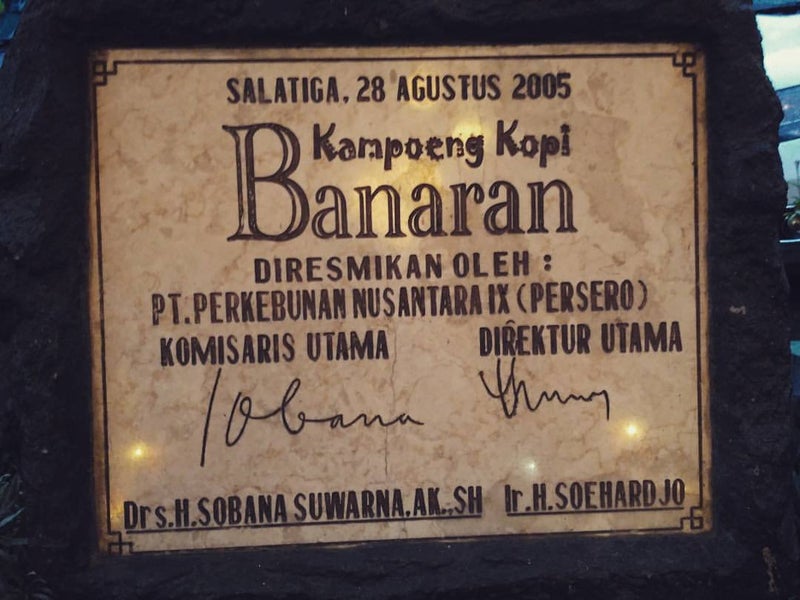 SALATIGA, 28 AGUSTUS 2005
Kampoeng Kopi
Banaran
DIRESMIKAN OLEH :
PT.PERKEBUNAN NUSANTARA IX (PERSERO)
KOMISARIS UTAMA DIREKTUR UTAMA
Sobana
Drs.H.SOBANA SUWARNA.AK.,SH Ir.H.SOEHARDJO